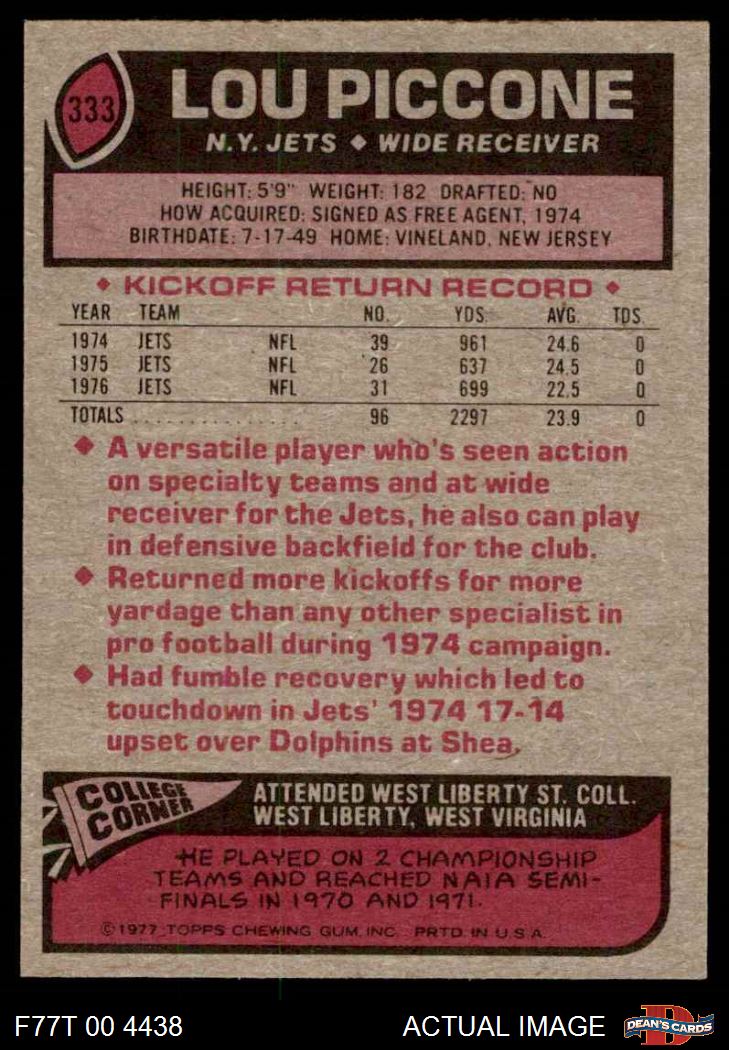 333
LOU PICCONE
N.Y. JETS ♦ WIDE RECEIVER
HEIGHT: 5'9" WEIGHT: 182 DRAFTED: NO
HOW ACQUIRED: SIGNED AS FREE AGENT, 1974
BIRTHDATE: 7-17-49 HOME: VINELAND, NEW JERSEY
♦ KICKOFF RETURN RECORD ♦
YEAR TEAM NO. YDS. AVG. TDS.
1974 JETS NFL 39 961 24.6 0
1975 JETS NFL 26 637 24.5 0
1976 JETS NFL 31 699 22.5 0
TOTALS . . . . . . . . . . . . . . . 96 2297 23.9 0
♦ A versatile player who's seen action
on specialty teams and at wide
receiver for the Jets, he also can play
in defensive backfield for the club.
♦ Returned more kickoffs for more
yardage than any other specialist in
pro football during 1974 campaign.
♦ Had fumble recovery which led to
touchdown in Jets' 1974 17-14
upset over Dolphins at Shea.
COLLEGE
CORNER
ATTENDED WEST LIBERTY ST. COLL.
WEST LIBERTY, WEST VIRGINIA
HE PLAYED ON 2 CHAMPIONSHIP
TEAMS AND REACHED NAIA SEMI-
FINALS IN 1970 AND 1971.
©1977 TOPPS CHEWING GUM, INC. PRTD. IN U.S.A.
F77T 00 4438
ACTUAL IMAGE
DEAN'S CARDS